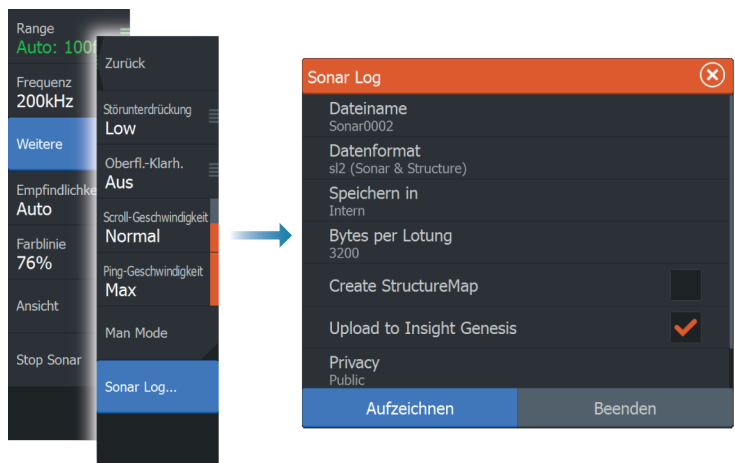 Range
Auto: 100
Frequenz
200kHz
Weitere
Empfindlichke
Auto
Farblinie
76%
Ansicht
Stop Sonar
Zurück
Störunterdrückung
Low
Oberfl.-Klarh.
Aus
Scroll-Geschwindigkeit
Normal
Ping-Geschwindigkeit
Max
Man Mode
Sonar Log...
Sonar Log
Dateiname
Sonar0002
Datenformat
sl2 (Sonar & Structure)
Speichern in
Intern
Bytes per Lotung
3200
Create StructureMap
Upload to Insight Genesis
Privacy
Public
Aufzeichnen
Beenden